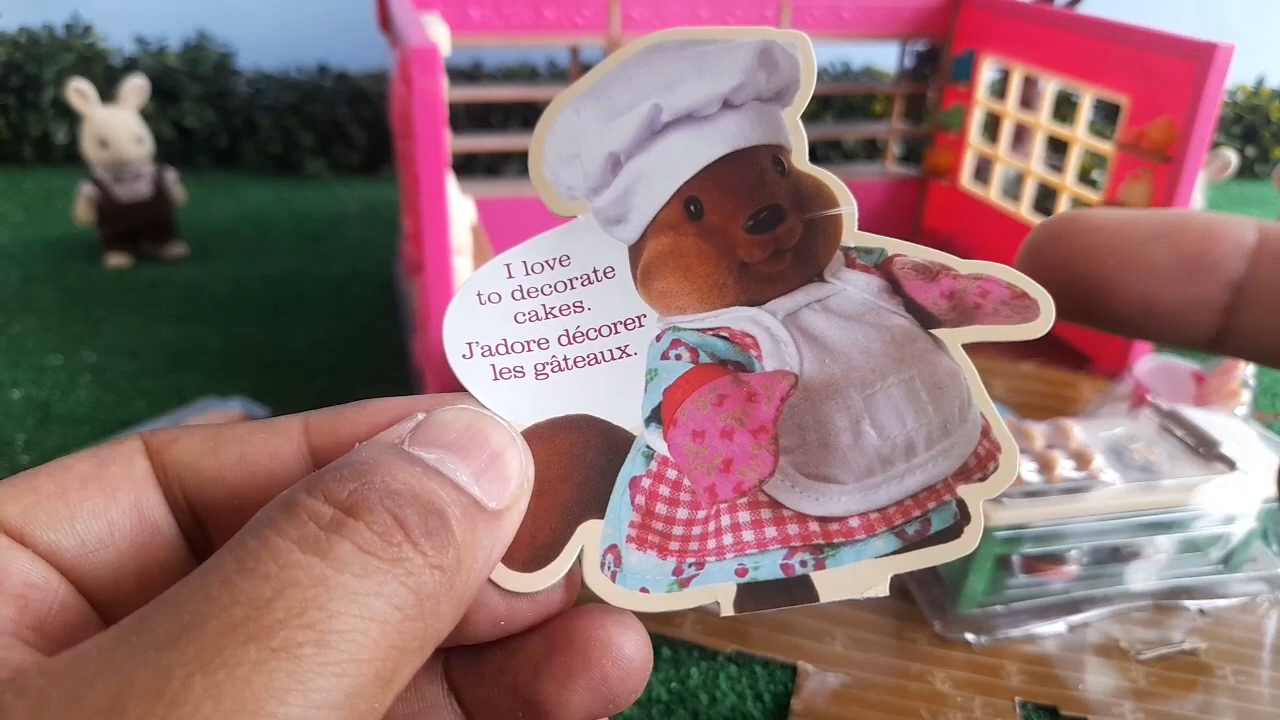 I love
to decorate
cakes.
J'adore décorer
les gâteaux.